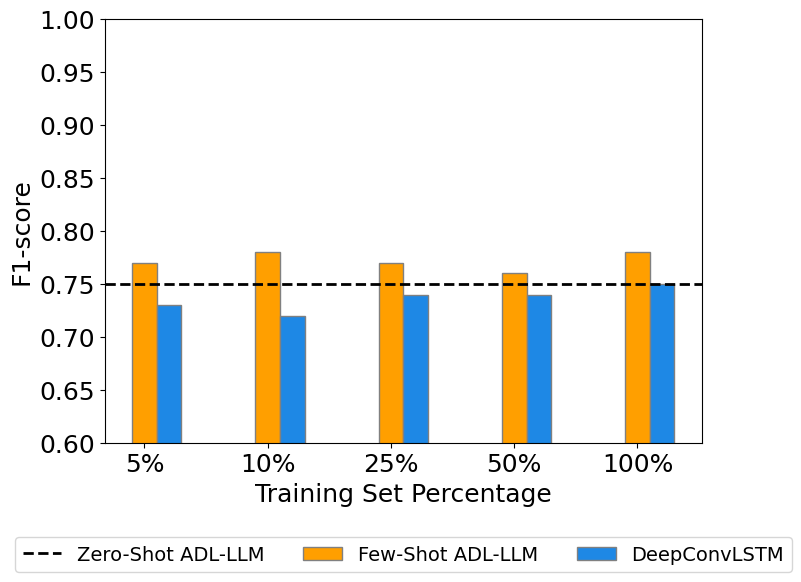 1.00
0.95
0.90
0.85
0.80
0.75
0.70
0.65
0.60
F1-score
5% 10% 25% 50% 100%
Training Set Percentage
Zero-Shot ADL-LLM Few-Shot ADL-LLM DeepConvLSTM